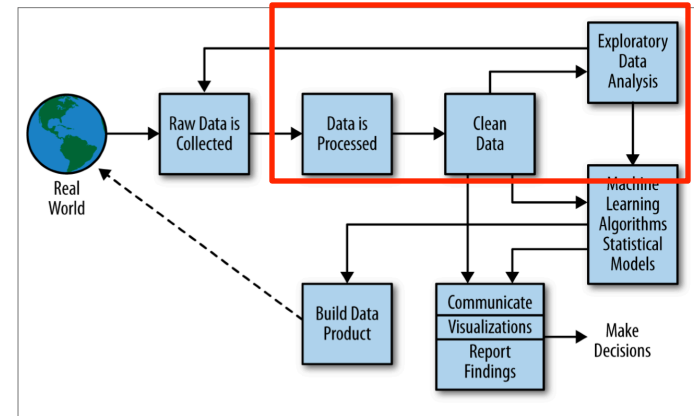 Exploratory
Data
Analysis
Raw Data is
Collected
Data is
Processed
Clean
Data
Real
World
Machine
Learning
Algorithms
Statistical
Models
Build Data
Product
Communicate
Visualizations
Report
Findings
Make
Decisions